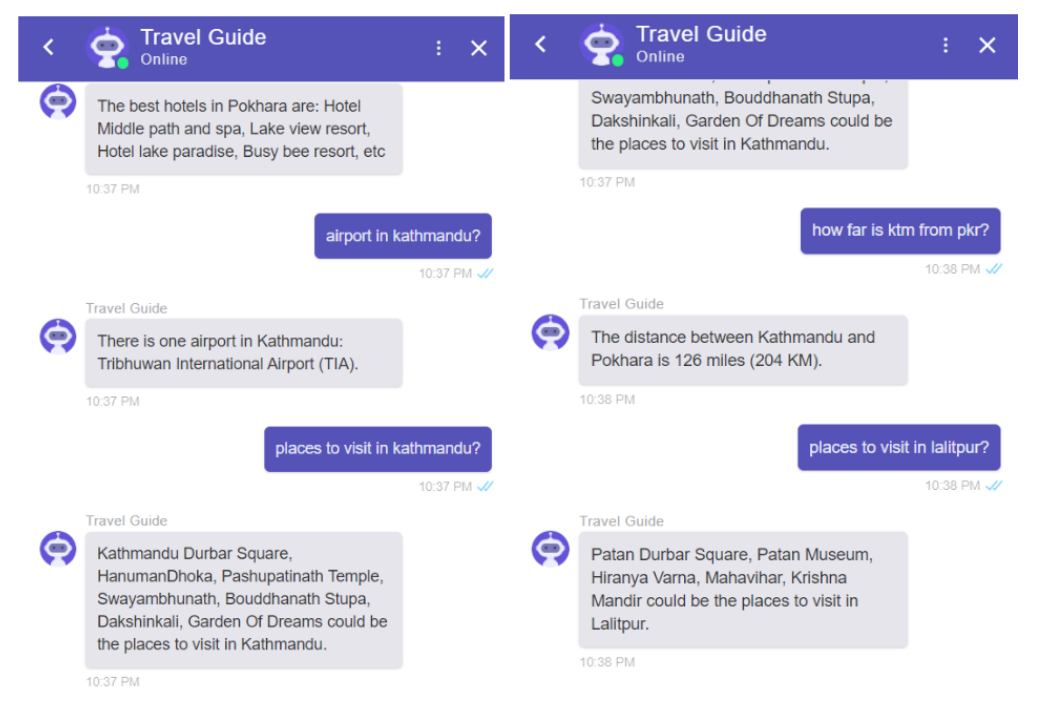 Travel Guide
Online
The best hotels in Pokhara are: Hotel
Middle path and spa, Lake view resort,
Hotel lake paradise, Busy bee resort, etc
10:37 PM
airport in kathmandu?
10:37 PM
Travel Guide
There is one airport in Kathmandu:
Tribhuwan International Airport (TIA).
10:37 PM
places to visit in kathmandu?
10:37 PM
Travel Guide
Kathmandu Durbar Square,
HanumanDhoka, Pashupatinath Temple,
Swayambhunath, Bouddhanath Stupa,
Dakshinkali, Garden Of Dreams could be
the places to visit in Kathmandu.
10:37 PM
Travel Guide
Online
Swayambhunath, Bouddhanath Stupa,
Dakshinkali, Garden Of Dreams could be
the places to visit in Kathmandu.
10:37 PM
how far is ktm from pkr?
10:38 PM
Travel Guide
The distance between Kathmandu and
Pokhara is 126 miles (204 KM).
10:38 PM
places to visit in lalitpur?
10:38 PM
Travel Guide
Patan Durbar Square, Patan Museum,
Hiranya Varna, Mahavihar, Krishna
Mandir could be the places to visit in
Lalitpur.
10:38 PM